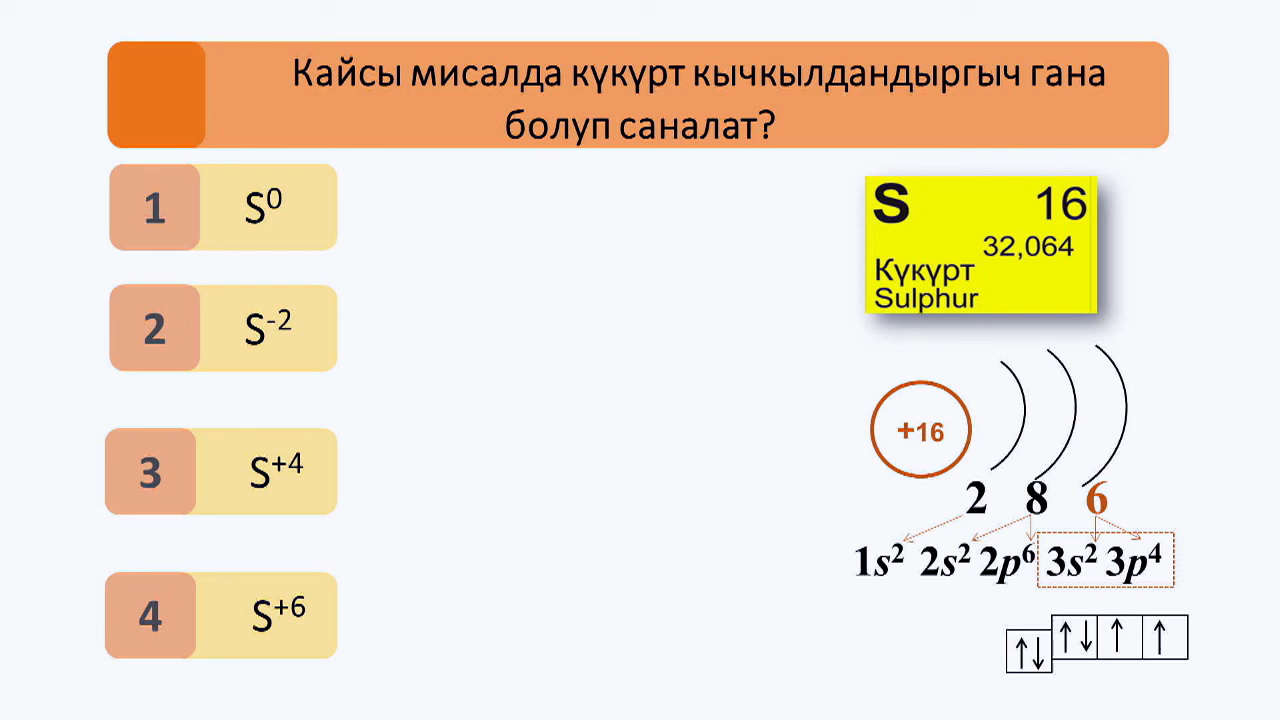 Кайсы мисалда күкүрт кычкылдандыргыч гана
болуп саналат?
1 S⁰
2 S⁻²
3 S⁺⁴
4 S⁺⁶
S 16
32,064
Күкүрт
Sulphur
+16
2 8 6
1s² 2s² 2p⁶ 3s² 3p⁴
↑↓ ↑↓ ↑ ↑